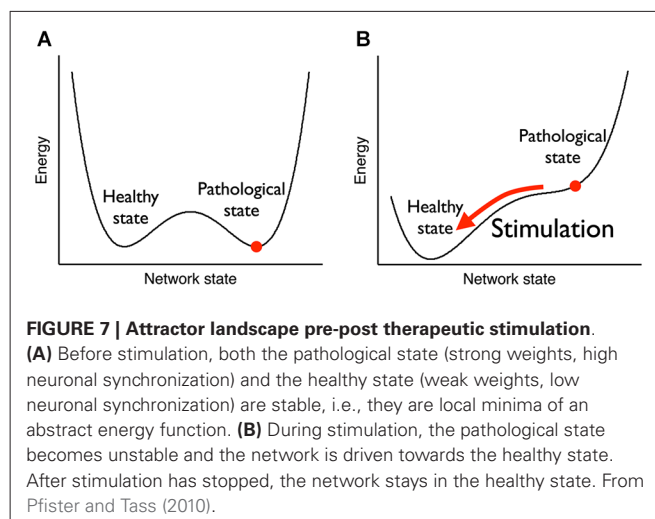 A
B
Energy
Healthy
state
Pathological
state
Network state
Energy
Pathological
state
Healthy
state
Stimulation
Network state
FIGURE 7 | Attractor landscape pre-post therapeutic stimulation.
(A) Before stimulation, both the pathological state (strong weights, high
neuronal synchronization) and the healthy state (weak weights, low
neuronal synchronization) are stable, i.e., they are local minima of an
abstract energy function. (B) During stimulation, the pathological state
becomes unstable and the network is driven towards the healthy state.
After stimulation has stopped, the network stays in the healthy state. From
Pfister and Tass (2010).